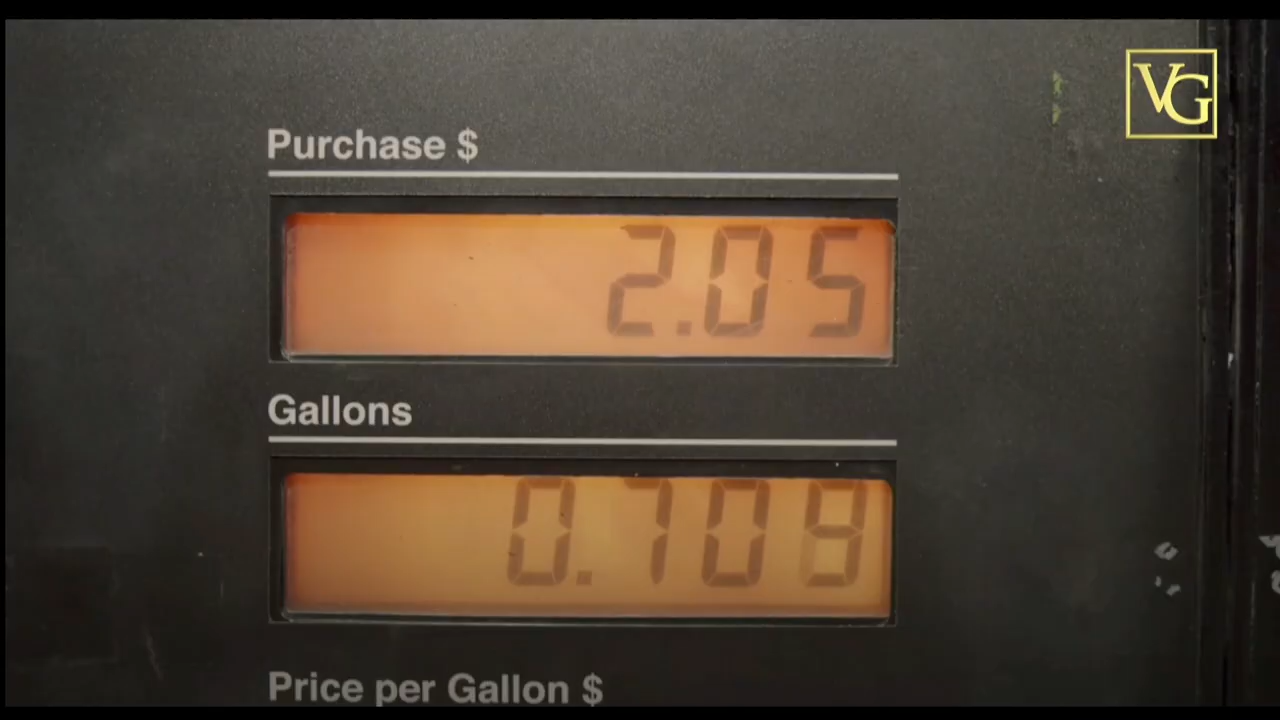 VG
Purchase $
2.05
Gallons
0.708
Price per Gallon $